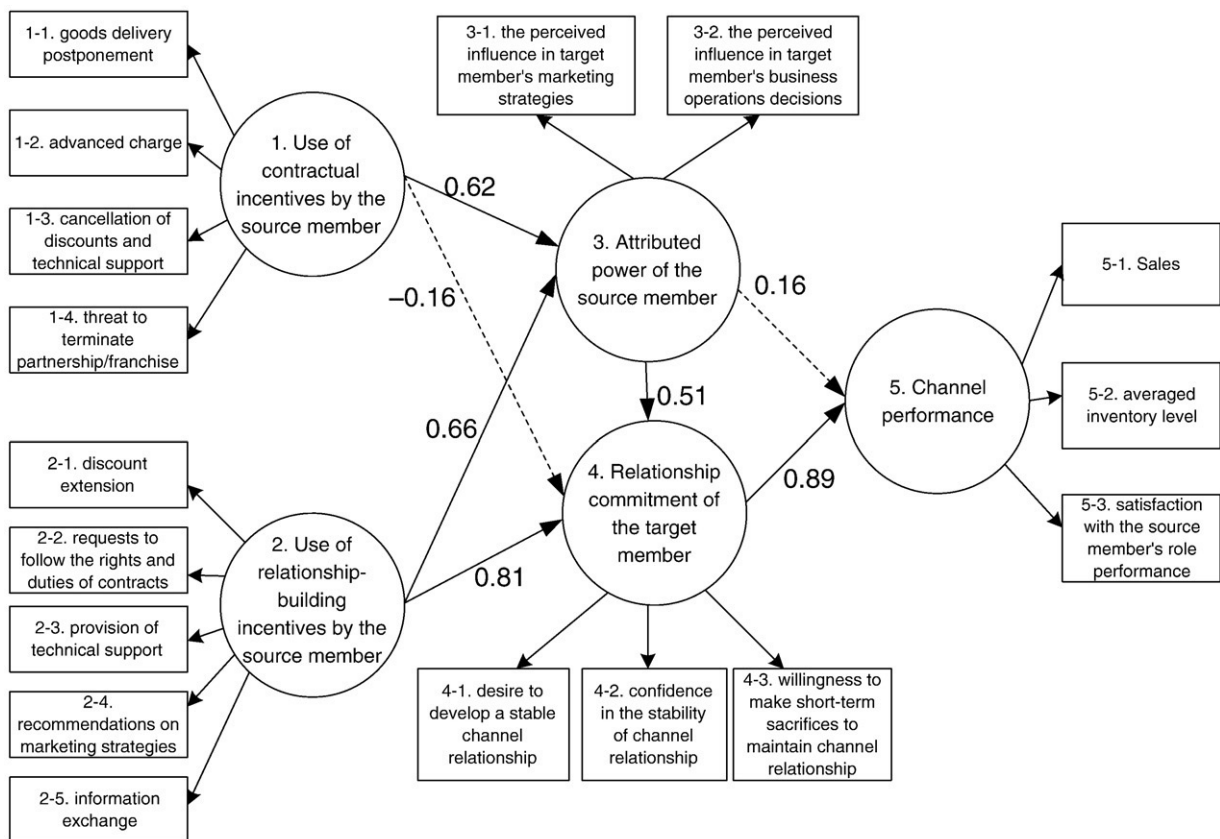 1-1. goods delivery
postponement
1-2. advanced charge
1-3. cancellation of
discounts and
technical support
1-4. threat to
terminate
partnership/franchise
2-1. discount
extension
2-2. requests to
follow the rights and
duties of contracts
2-3. provision of
technical support
2-4.
recommendations on
marketing strategies
2-5. information
exchange
1. Use of
contractual
incentives by the
source member
2. Use of
relationship-
building
incentives by the
source member
0.62
−0.16
0.66
0.81
3-1. the perceived
influence in target
member's marketing
strategies
3-2. the perceived
influence in target
member's business
operations decisions
3. Attributed
power of the
source member
0.16
0.51
4. Relationship
commitment of
the target
member
0.89
4-1. desire to
develop a stable
channel
relationship
4-2. confidence
in the stability
of channel
relationship
4-3. willingness to
make short-term
sacrifices to
maintain channel
relationship
5. Channel
performance
5-1. Sales
5-2. averaged
inventory level
5-3. satisfaction
with the source
member's role
performance